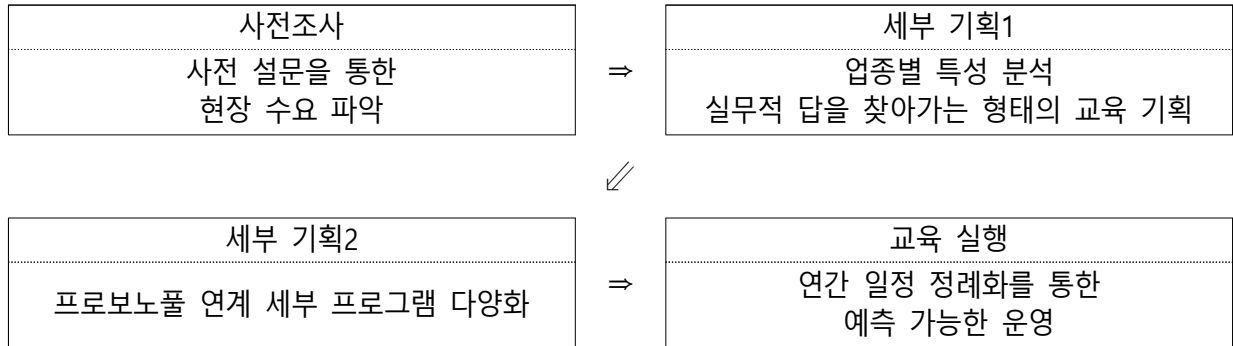 사전조사
사전 설문을 통한
현장 수요 파악
⇒
세부 기획1
업종별 특성 분석
실무적 답을 찾아가는 형태의 교육 기획
⇙
세부 기획2
프로보노풀 연계 세부 프로그램 다양화
⇒
교육 실행
연간 일정 정례화를 통한
예측 가능한 운영